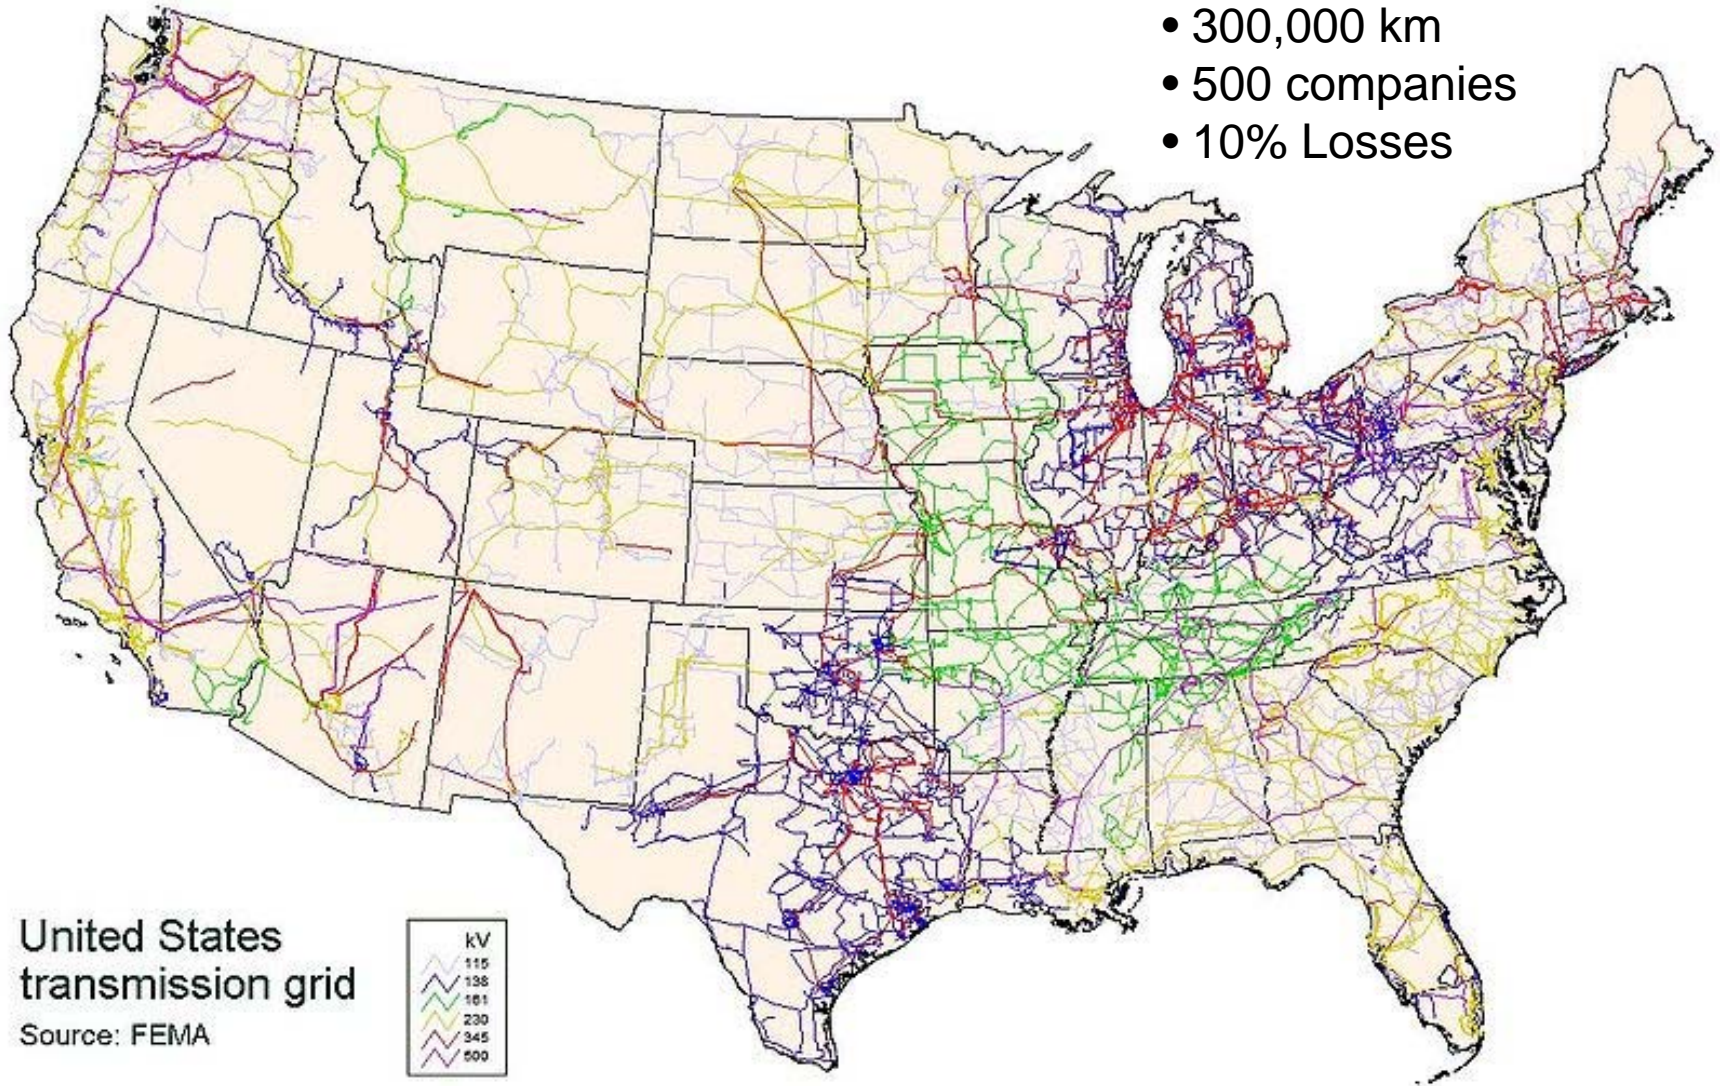 • 300,000 km
• 500 companies
• 10% Losses
United States
transmission grid
Source: FEMA
kV
115
138
161
230
345
500